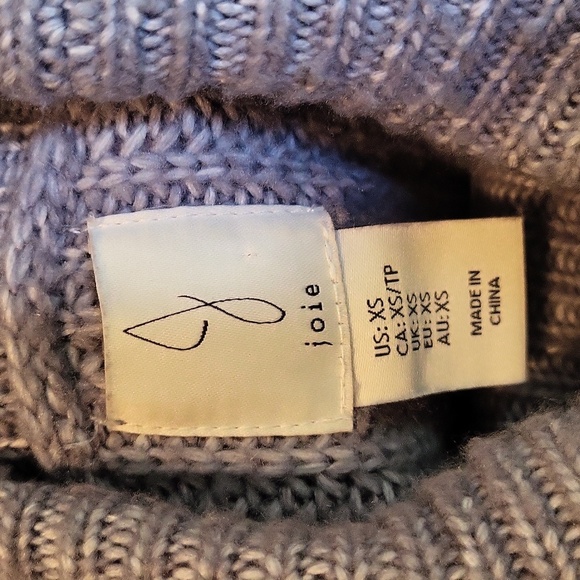 joie
US: XS
CA: XS/TP
UK: XS
EU: XS
AU: XS
MADE IN
CHINA